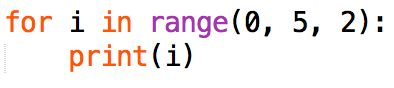 for i in range(0, 5, 2):
    print(i)